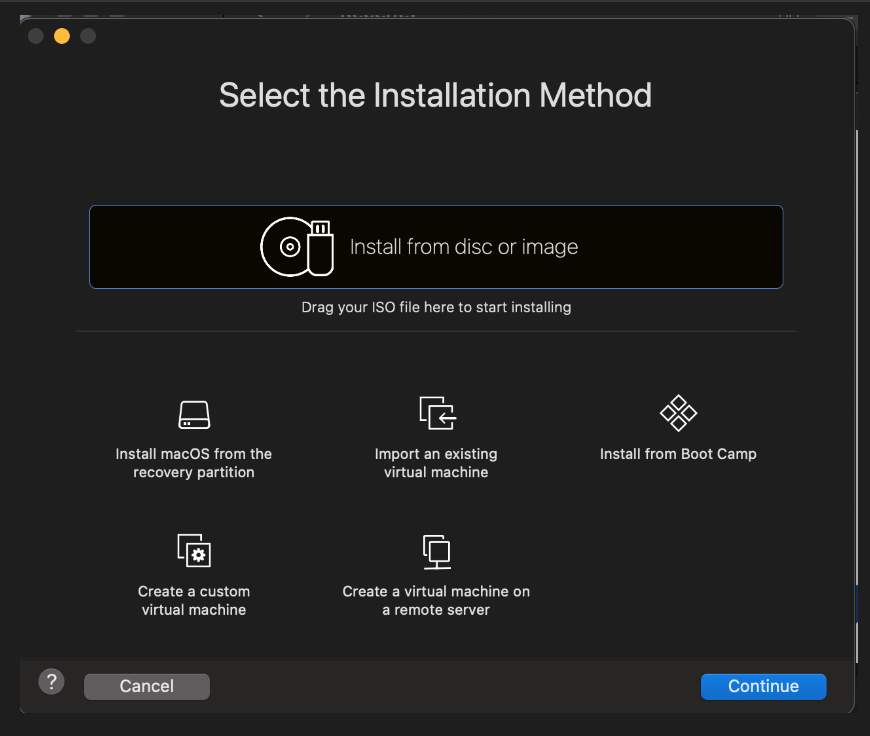 Select the Installation Method
Install from disc or image
Drag your ISO file here to start installing
Install macOS from the
recovery partition
Import an existing
virtual machine
Install from Boot Camp
Create a custom
virtual machine
Create a virtual machine on
a remote server
?
Cancel
Continue